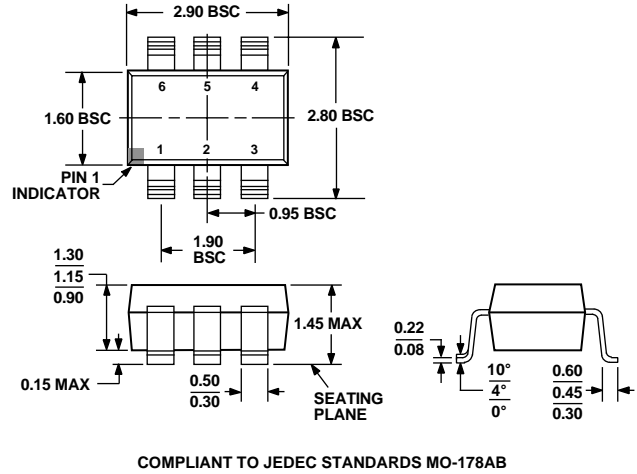 2.90 BSC
6 5 4
1.60 BSC
2.80 BSC
1 2 3
PIN 1
INDICATOR
0.95 BSC
1.90
BSC
1.30
1.15
0.90
1.45 MAX
0.15 MAX
0.50
0.30
SEATING
PLANE
0.22
0.08
10°
4°
0°
0.60
0.45
0.30
COMPLIANT TO JEDEC STANDARDS MO-178AB